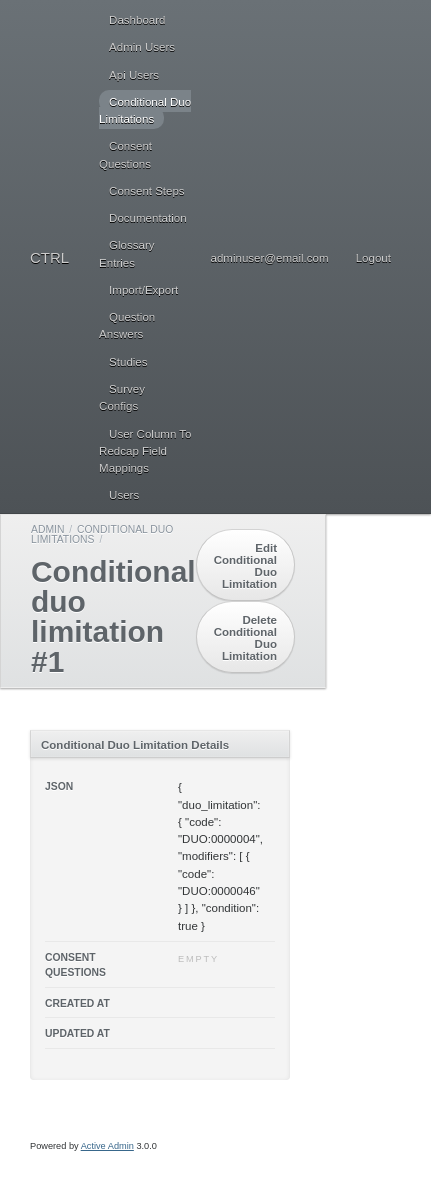 Dashboard
Admin Users
Api Users
Conditional Duo
Limitations
Consent
Questions
Consent Steps
Documentation
Glossary
Entries
CTRL
adminuser@email.com
Logout
Import/Export
Question
Answers
Studies
Survey
Configs
User Column To
Redcap Field
Mappings
Users
ADMIN / CONDITIONAL DUO
LIMITATIONS /
Conditional
duo
limitation
#1
Edit
Conditional
Duo
Limitation
Delete
Conditional
Duo
Limitation
Conditional Duo Limitation Details
JSON
{
"duo_limitation":
{ "code":
"DUO:0000004",
"modifiers": [ {
"code":
"DUO:0000046"
} ] }, "condition":
true }
CONSENT
QUESTIONS
EMPTY
CREATED AT
UPDATED AT
Powered by Active Admin 3.0.0